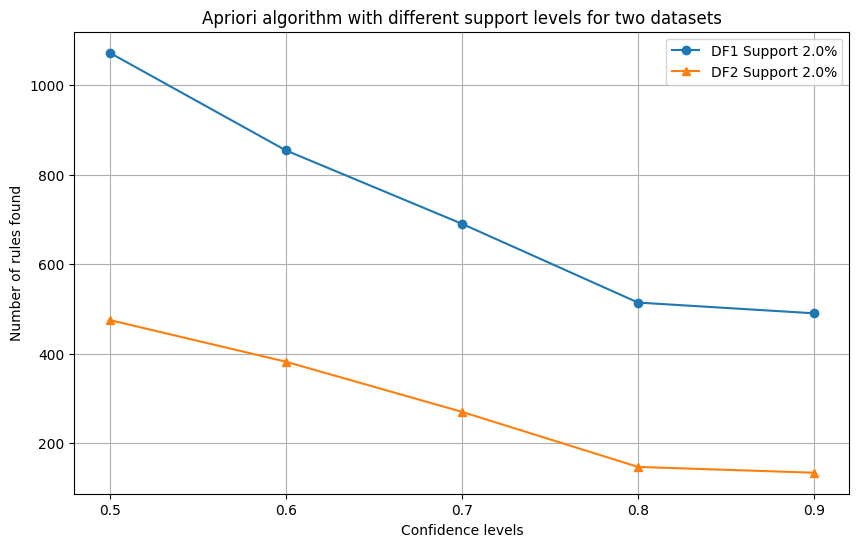 Apriori algorithm with different support levels for two datasets
DF1 Support 2.0%
DF2 Support 2.0%
Number of rules found
1000
800
600
400
200
0.5 0.6 0.7 0.8 0.9
Confidence levels